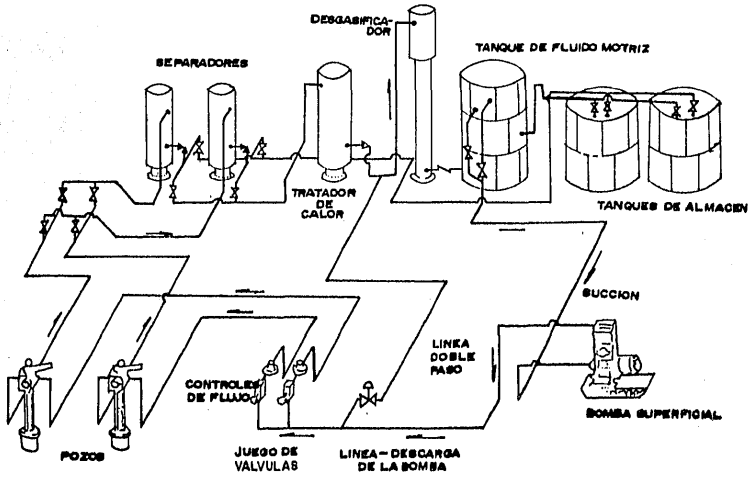 DESGASIFICA-
DOR
TANQUE DE FLUIDO MOTRIZ
SEPARADORES
TRATADOR
DE
CALOR
TANQUES DE ALMACEN
SUCCION
LINEA
DOBLE
PASO
CONTROLES
DE FLUJO
BOMBA SUPERFICIAL
POZOS
JUEGO DE
VALVULAS
LINEA-DESCARGA
DE LA BOMBA